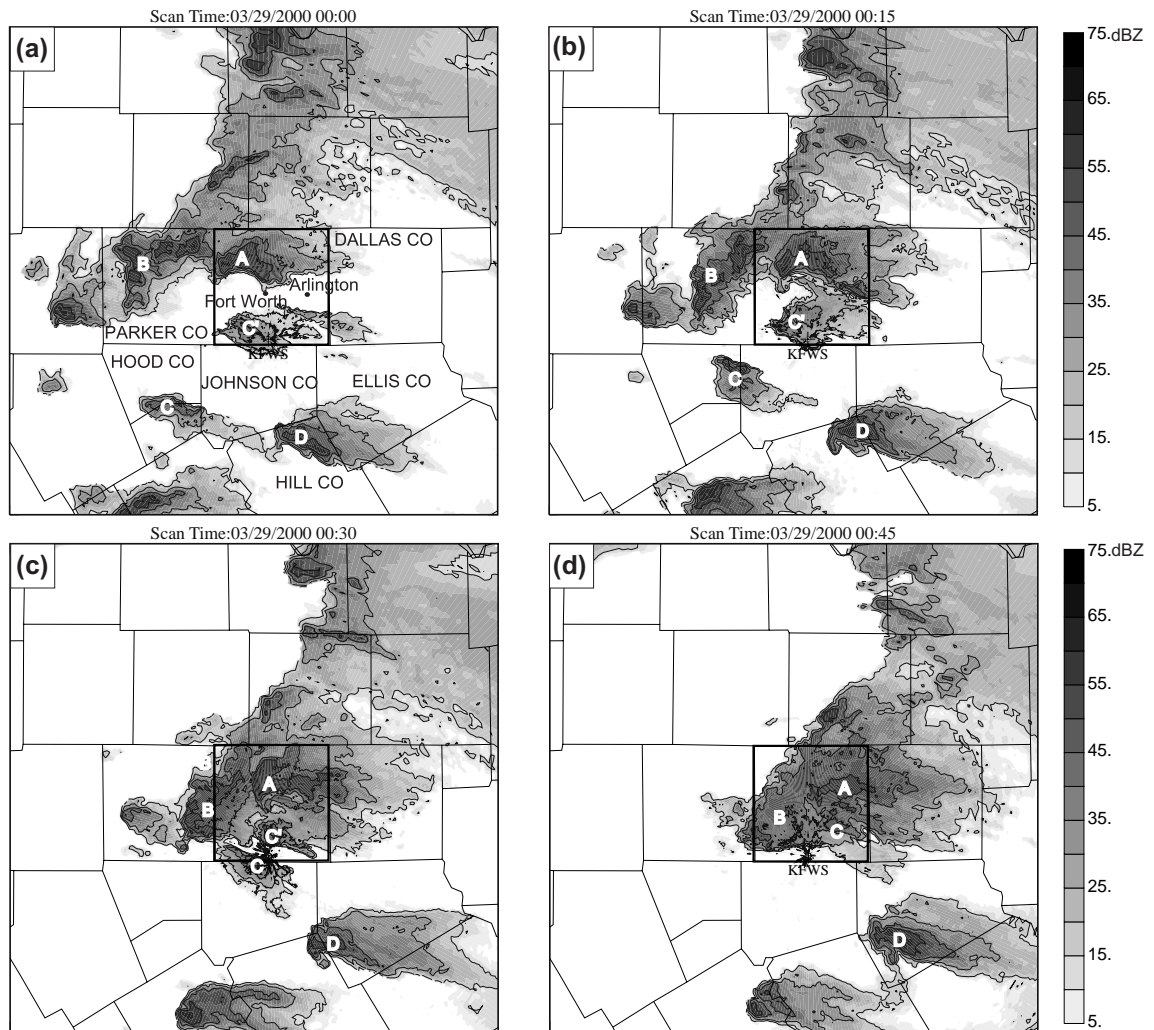 Scan Time:03/29/2000 00:00
(a)
DALLAS CO
A
B
Arlington
Fort Worth
C'
PARKER CO
KFWS
HOOD CO
JOHNSON CO
ELLIS CO
C
D
HILL CO
Scan Time:03/29/2000 00:15
(b)
A
B
C'
KFWS
C
D
75.dBZ
65.
55.
45.
35.
25.
15.
5.
Scan Time:03/29/2000 00:30
(c)
A
B
C'
C
D
Scan Time:03/29/2000 00:45
(d)
A
B
C
KFWS
D
75.dBZ
65.
55.
45.
35.
25.
15.
5.